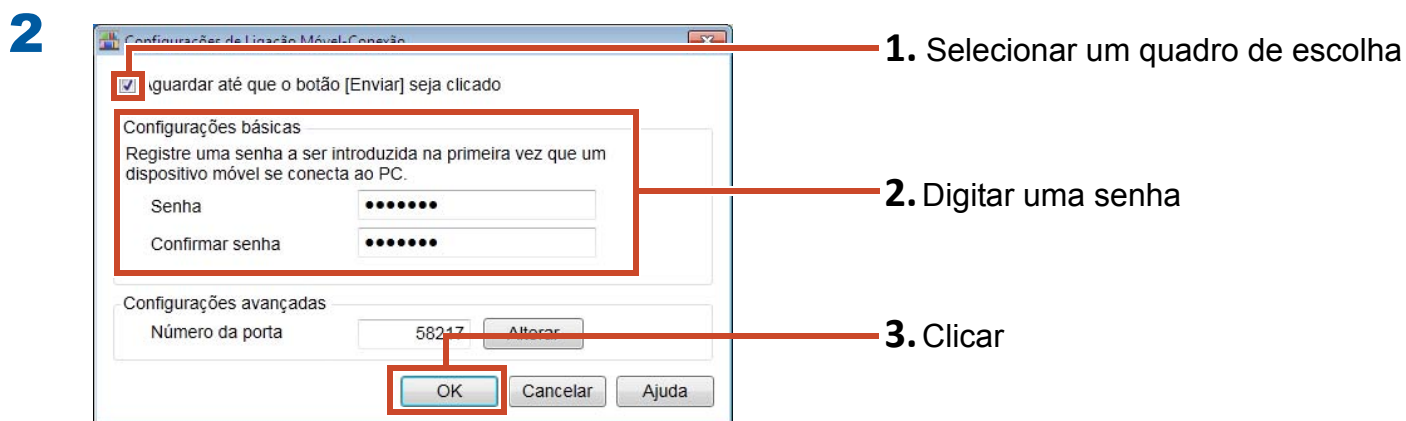 2
Configurações de Ligação Móvel-Conexão
1. Selecionar um quadro de escolha
Aguardar até que o botão [Enviar] seja clicado
Configurações básicas
Registre uma senha a ser introduzida na primeira vez que um
dispositivo móvel se conecta ao PC.
2. Digitar uma senha
Senha •••••••
Confirmar senha •••••••
Configurações avançadas
Número da porta 58217 Alterar
3. Clicar
OK Cancelar Ajuda